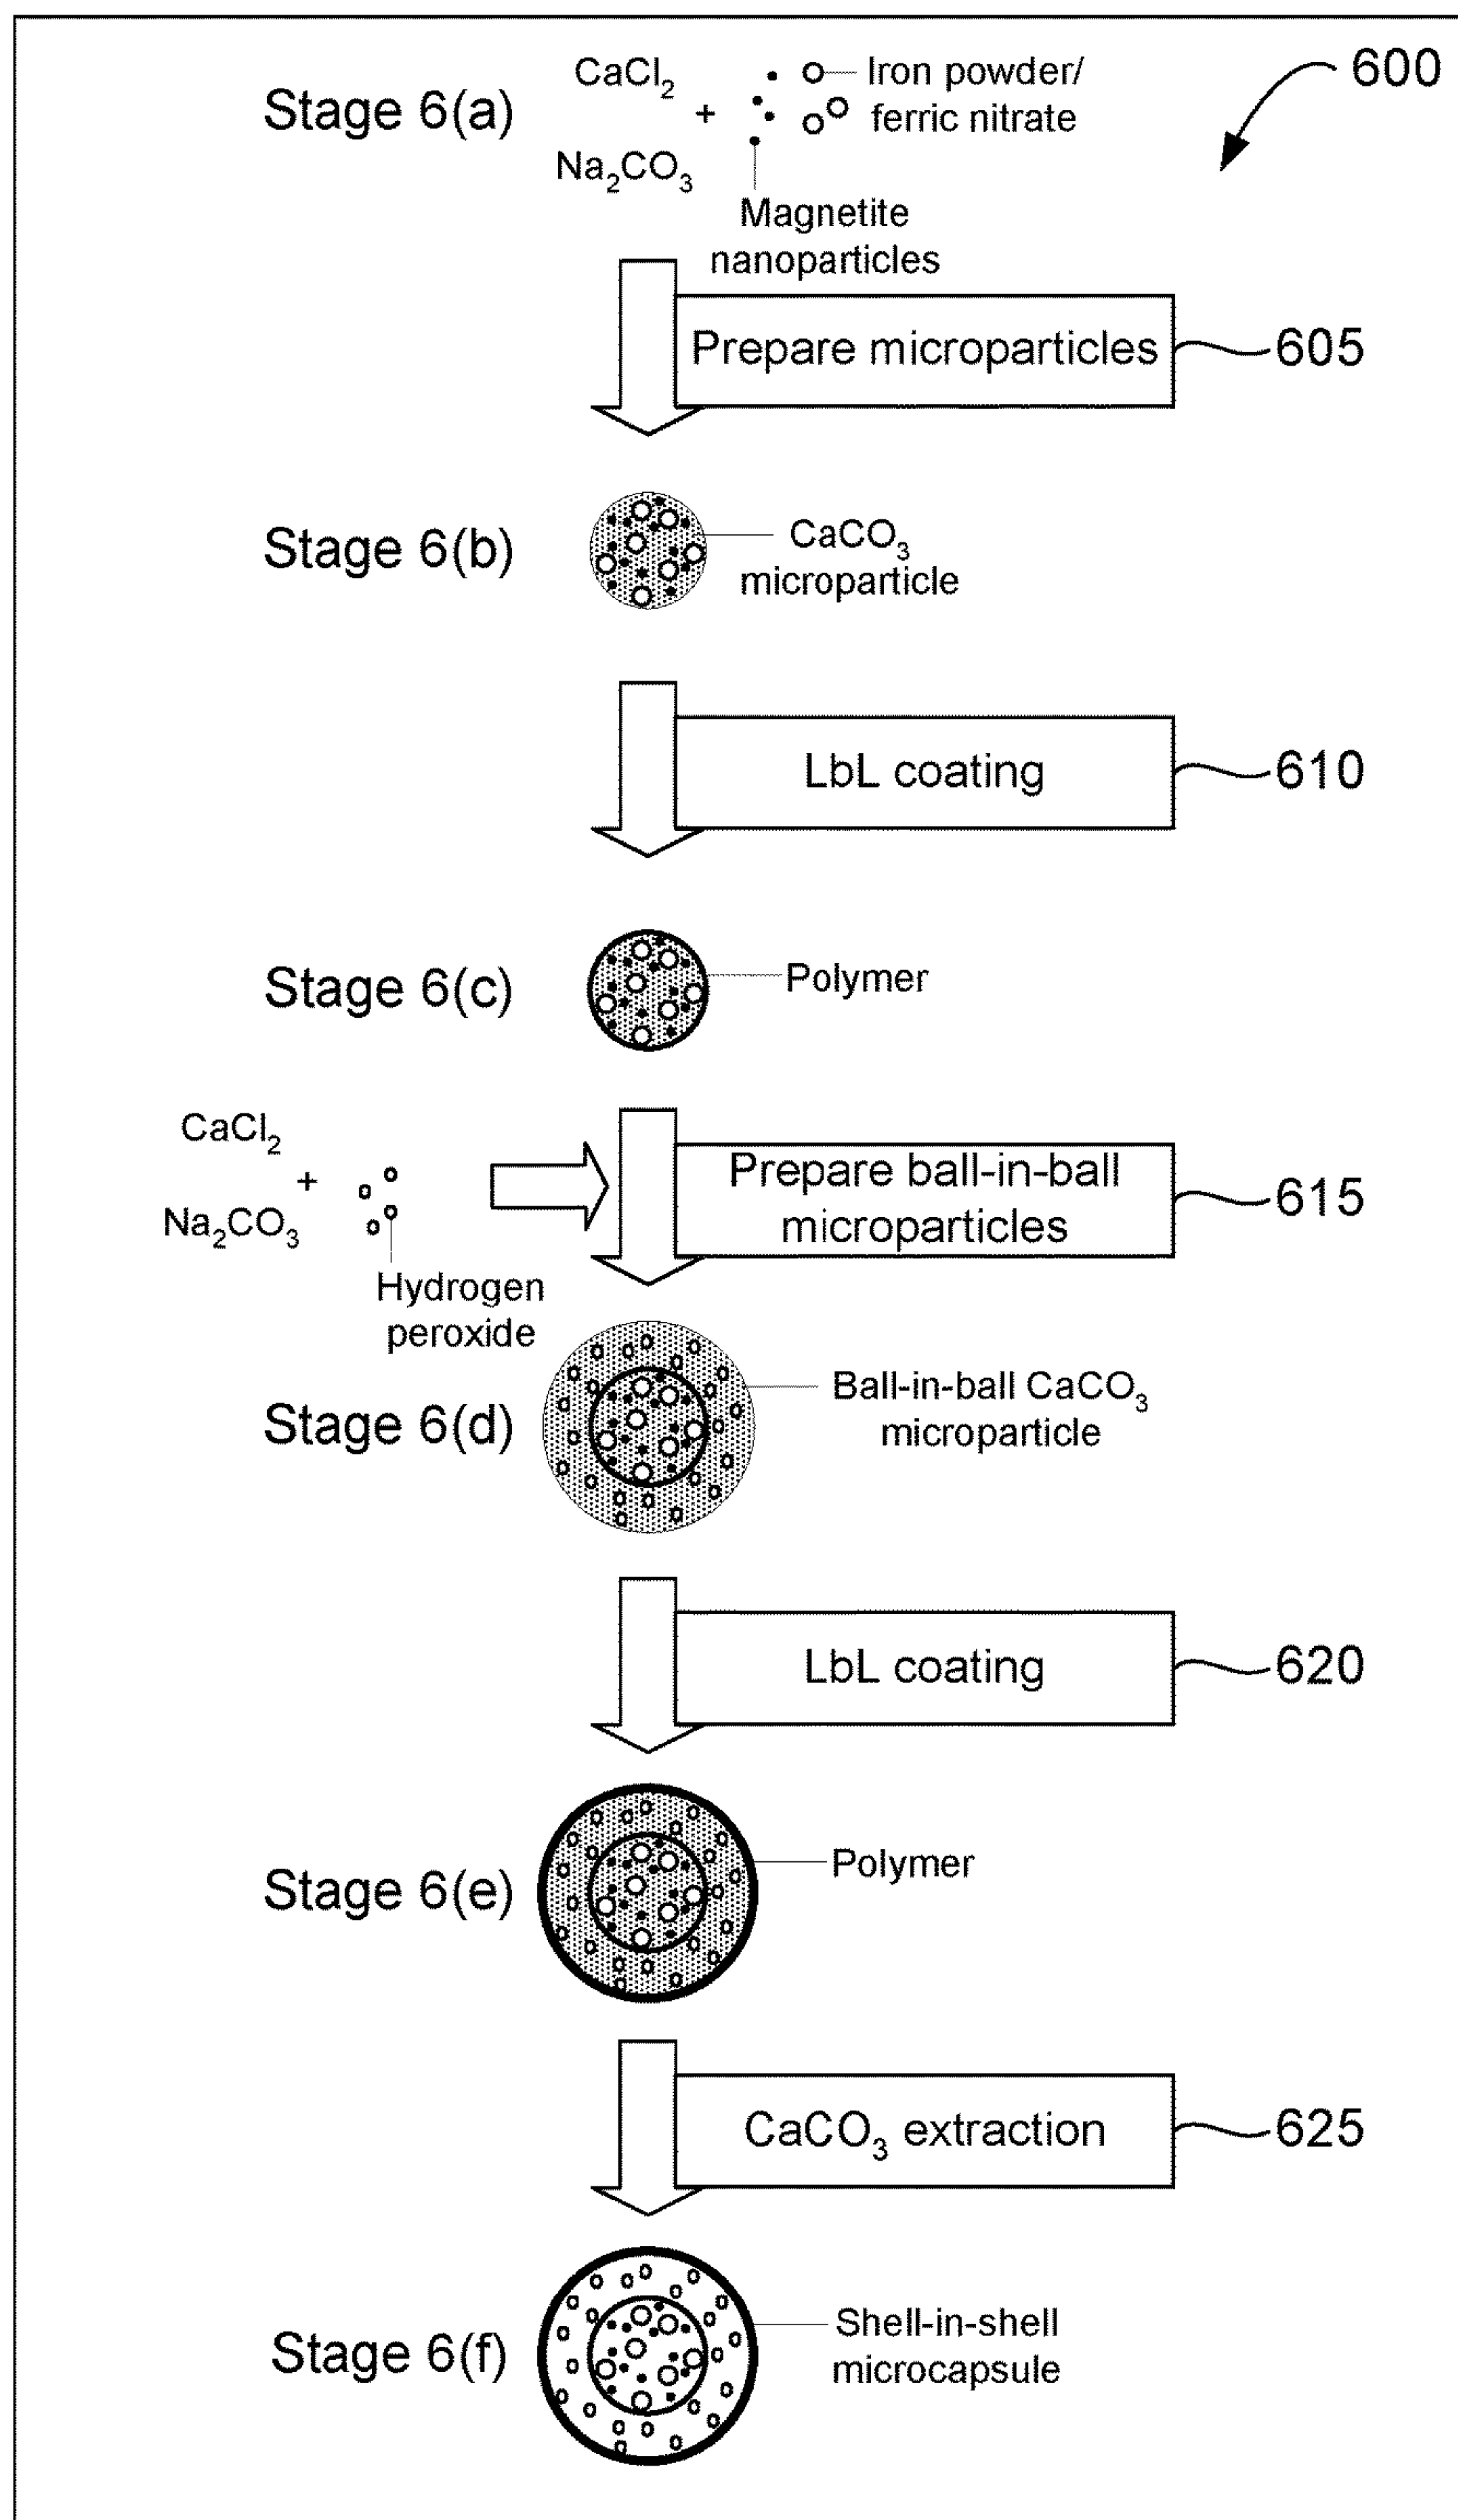 600
Stage 6(a)
CaCl₂
+
Na₂CO₃
Iron powder/
ferric nitrate
Magnetite
nanoparticles
Prepare microparticles
605
Stage 6(b)
CaCO₃
microparticle
LbL coating
610
Stage 6(c)
Polymer
CaCl₂
+
Na₂CO₃
Hydrogen
peroxide
Prepare ball-in-ball
microparticles
615
Stage 6(d)
Ball-in-ball CaCO₃
microparticle
LbL coating
620
Stage 6(e)
Polymer
CaCO₃ extraction
625
Stage 6(f)
Shell-in-shell
microcapsule